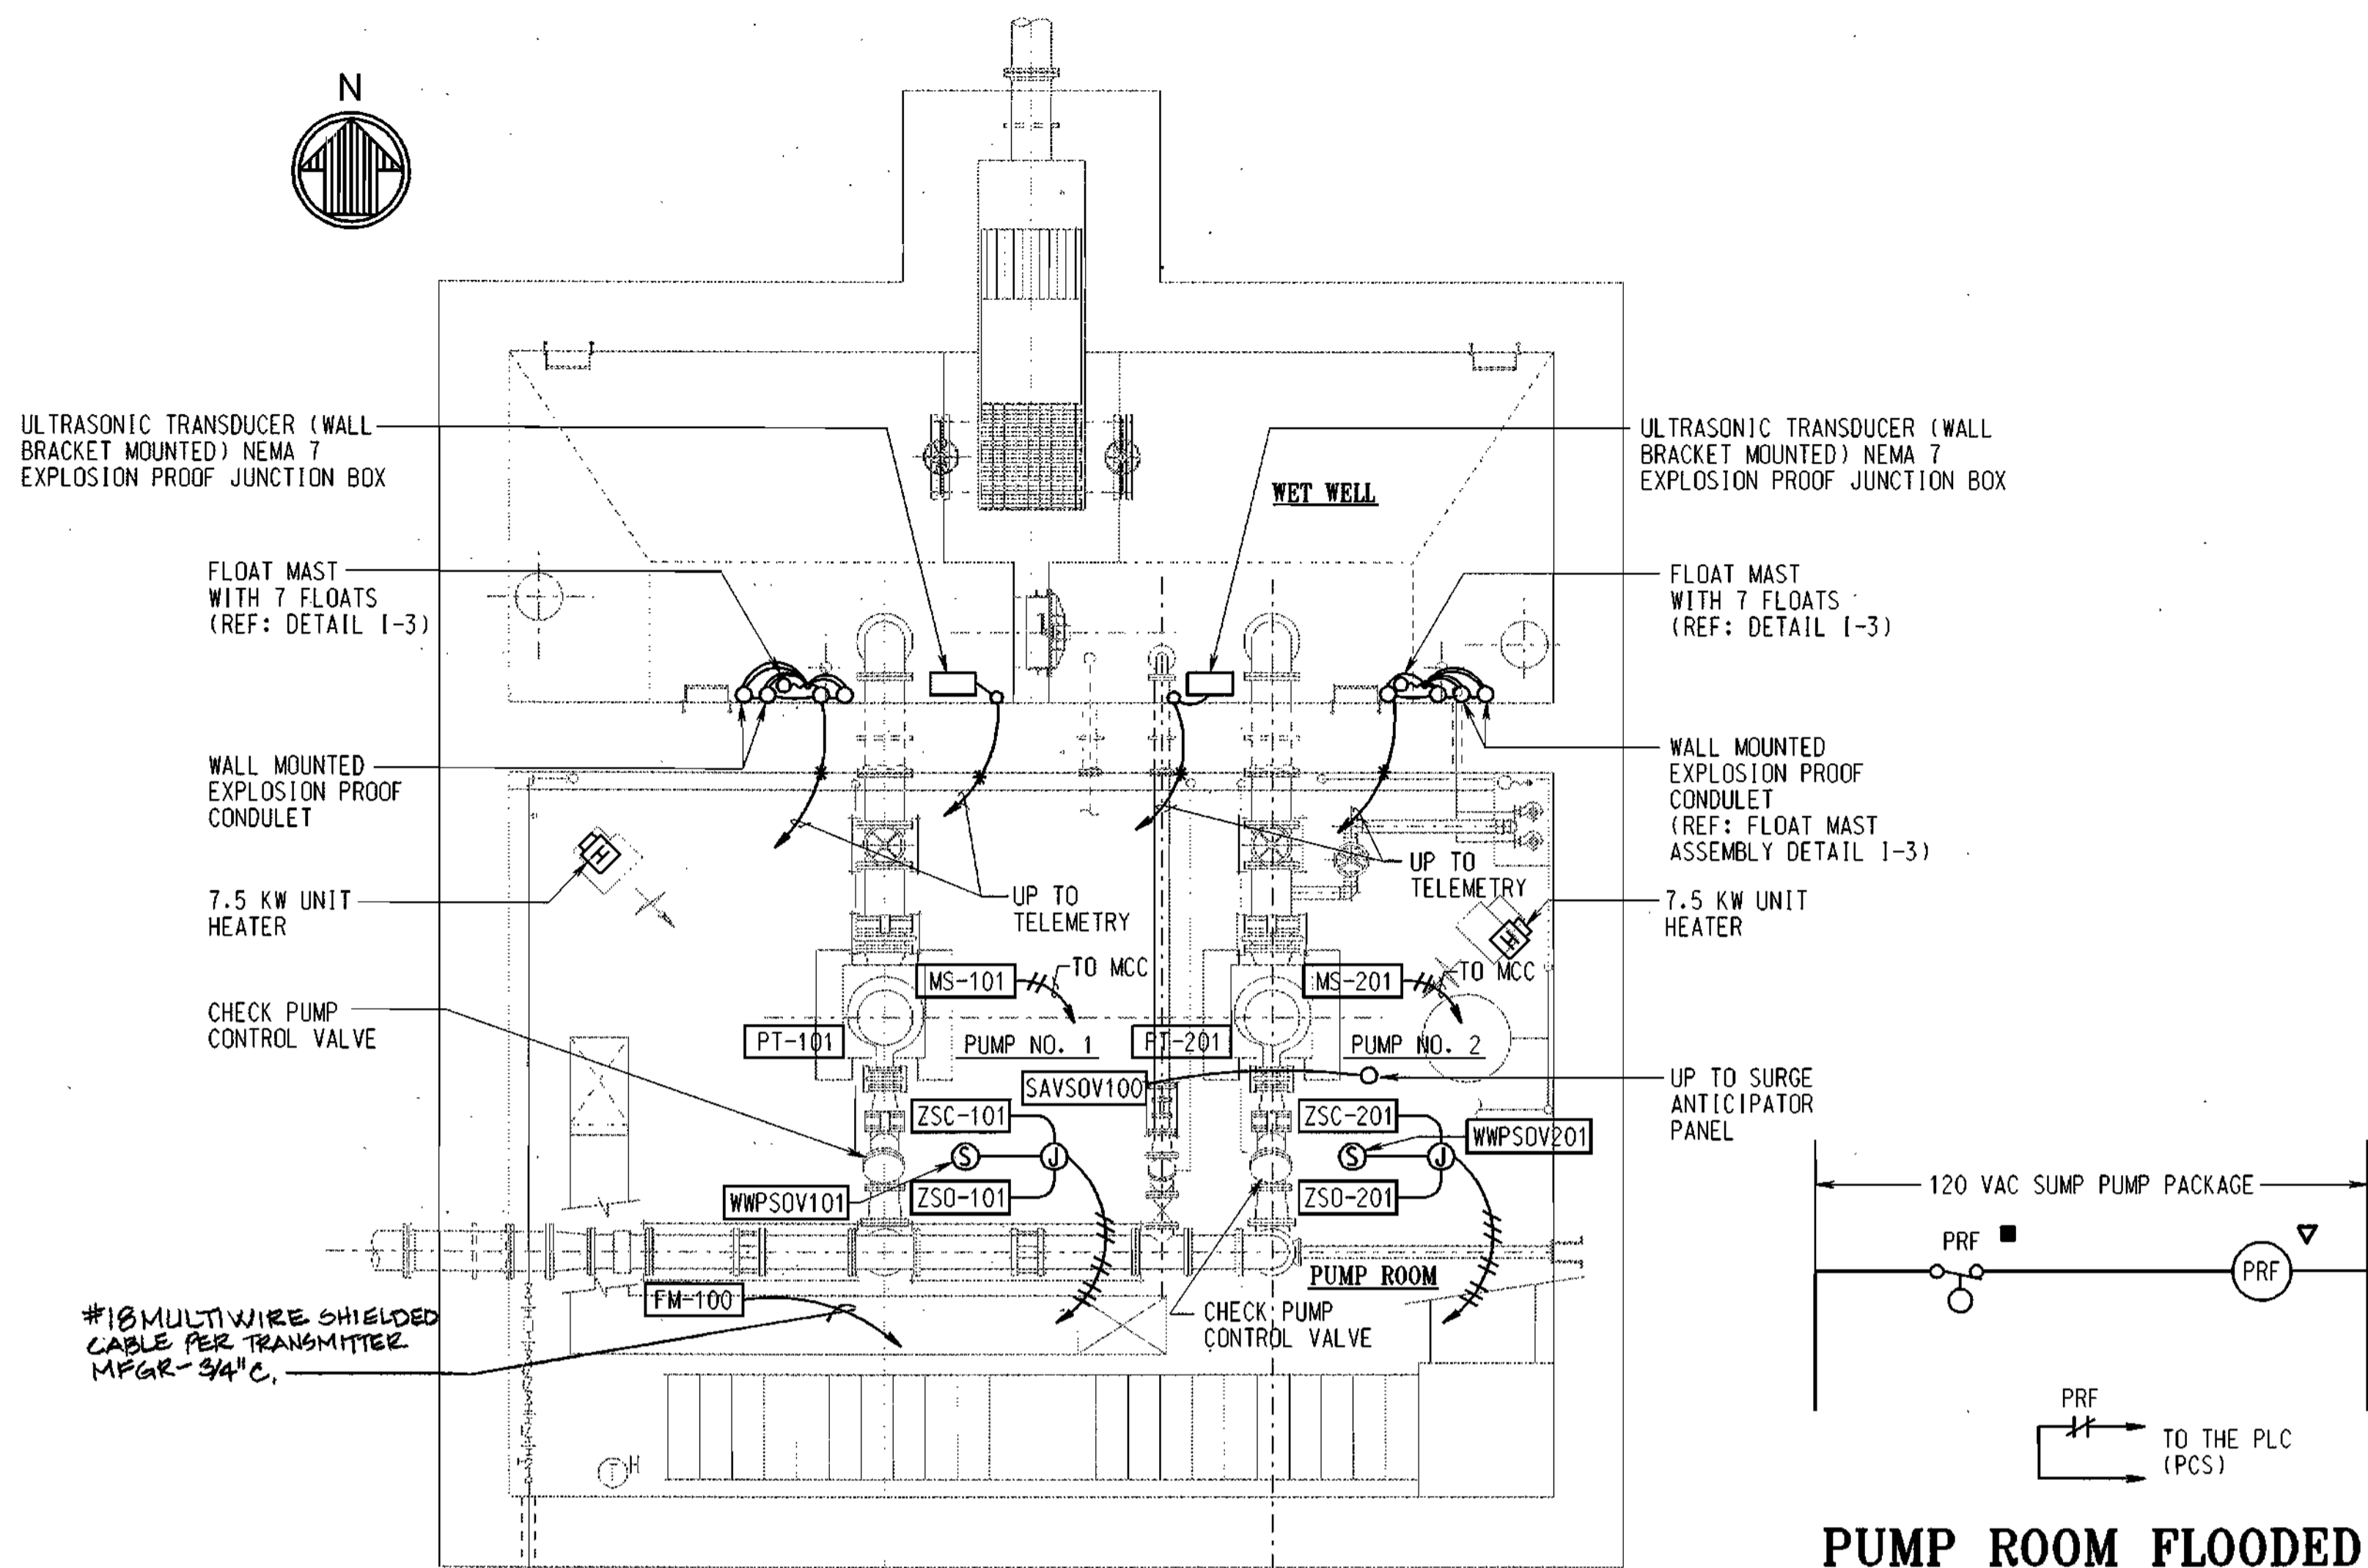 N
ULTRASONIC TRANSDUCER (WALL
BRACKET MOUNTED) NEMA 7
EXPLOSION PROOF JUNCTION BOX
ULTRASONIC TRANSDUCER (WALL
BRACKET MOUNTED) NEMA 7
EXPLOSION PROOF JUNCTION BOX
WET WELL
FLOAT MAST
WITH 7 FLOATS
(REF: DETAIL I-3)
FLOAT MAST
WITH 7 FLOATS
(REF: DETAIL I-3)
WALL MOUNTED
EXPLOSION PROOF
CONDULET
WALL MOUNTED
EXPLOSION PROOF
CONDULET
(REF: FLOAT MAST
ASSEMBLY DETAIL I-3)
H
7.5 KW UNIT
HEATER
UP TO
TELEMETRY
UP TO
TELEMETRY
7.5 KW UNIT
HEATER
H
MS-101
TO MCC
MS-201
TO MCC
CHECK PUMP
CONTROL VALVE
PT-101
PUMP NO. 1
PT-201
PUMP NO. 2
SAVSOV100
UP TO SURGE
ANTICIPATOR
PANEL
ZSC-101
ZSC-201
S
J
S
J
WWPSOV201
WWPSOV101
ZSO-101
ZSO-201
120 VAC SUMP PUMP PACKAGE
PRF
PRF
PUMP ROOM
FM-100
CHECK PUMP
CONTROL VALVE
#18 MULTIWIRE SHIELDED
CABLE PER TRANSMITTER
MFGR-3/4"C.
PRF
TO THE PLC
(PCS)
T H
PUMP ROOM FLOODED